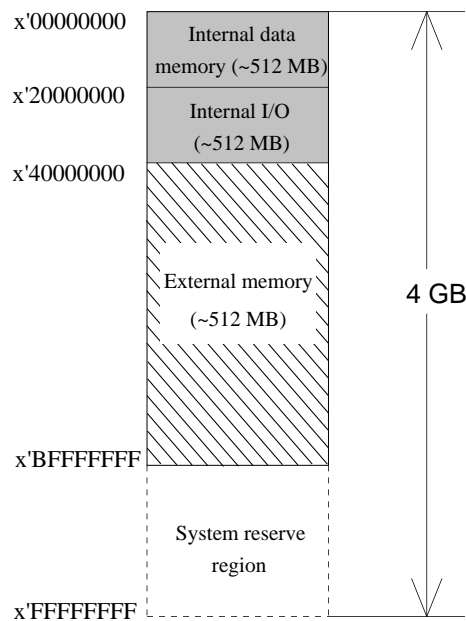 x'00000000
Internal data
memory (~512 MB)
x'20000000
Internal I/O
(~512 MB)
x'40000000
External memory
(~512 MB)
4 GB
x'BFFFFFFF
System reserve
region
x'FFFFFFFF